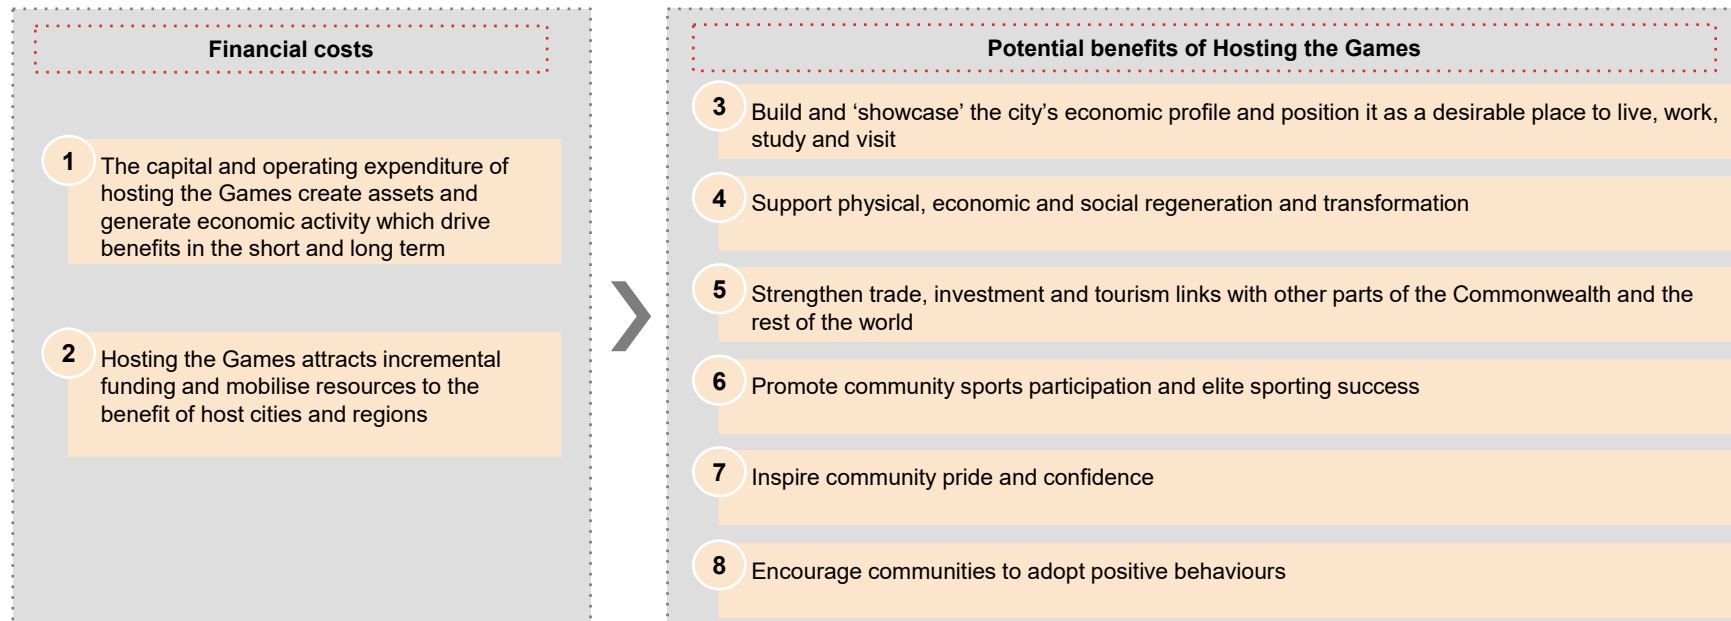 Financial costs
1
The capital and operating expenditure of
hosting the Games create assets and
generate economic activity which drive
benefits in the short and long term
2
Hosting the Games attracts incremental
funding and mobilise resources to the
benefit of host cities and regions
Potential benefits of Hosting the Games
3
Build and ‘showcase’ the city’s economic profile and position it as a desirable place to live, work,
study and visit
4
Support physical, economic and social regeneration and transformation
5
Strengthen trade, investment and tourism links with other parts of the Commonwealth and the
rest of the world
6
Promote community sports participation and elite sporting success
7
Inspire community pride and confidence
8
Encourage communities to adopt positive behaviours